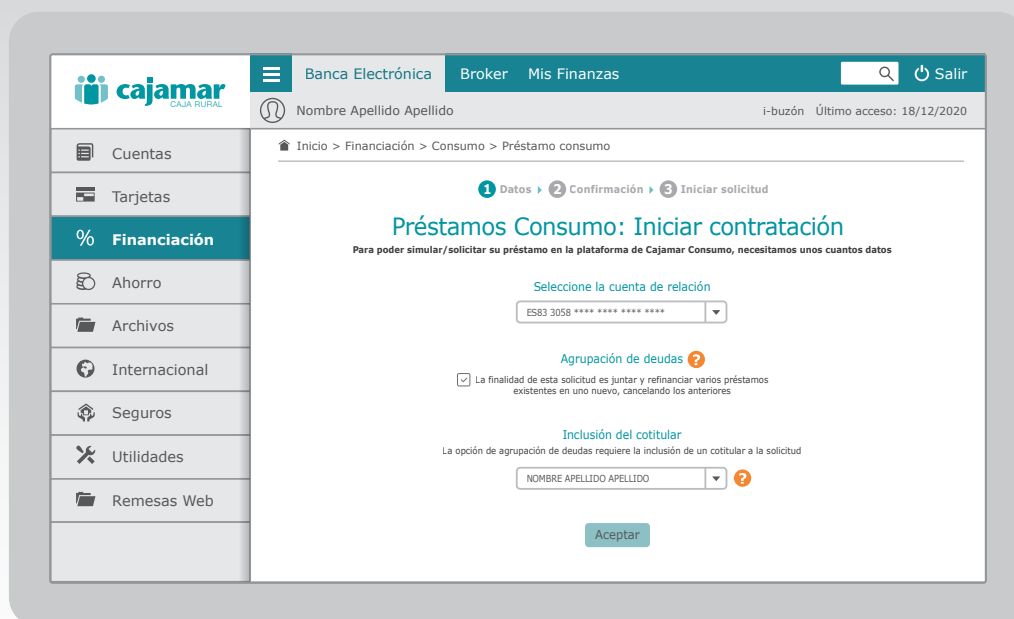 cajamar
CAJA RURAL
Banca Electrónica Broker Mis Finanzas Salir
Nombre Apellido Apellido i-buzón Último acceso: 18/12/2020
Cuentas
Tarjetas
% Financiación
Ahorro
Archivos
Internacional
Seguros
Utilidades
Remesas Web
Inicio > Financiación > Consumo > Préstamo consumo
1 Datos 2 Confirmación 3 Iniciar solicitud
Préstamos Consumo: Iniciar contratación
Para poder simular/solicitar su préstamo en la plataforma de Cajamar Consumo, necesitamos unos cuantos datos
Seleccione la cuenta de relación
ES83 3058 **** **** **** ****
Agrupación de deudas ?
La finalidad de esta solicitud es juntar y refinanciar varios préstamos
existentes en uno nuevo, cancelando los anteriores
Inclusión del cotitular
La opción de agrupación de deudas requiere la inclusión de un cotitular a la solicitud
NOMBRE APELLIDO APELLIDO ?
Aceptar